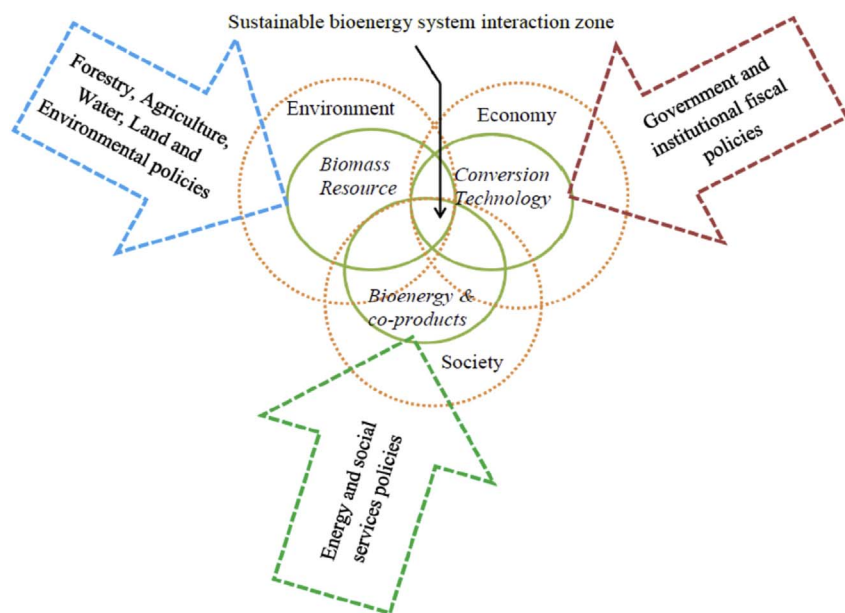 Sustainable bioenergy system interaction zone
Forestry, Agriculture,
Water, Land and
Environmental policies
Environment
Economy
Government and
institutional fiscal
policies
Biomass
Resource
Conversion
Technology
Bioenergy &
co-products
Society
Energy and social
services policies